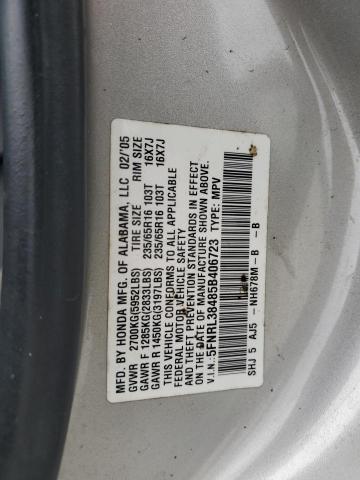 MFD. BY HONDA MFG. OF ALABAMA, LLC 02/'05
GVWR 2700KG(5952LBS) TIRE SIZE RIM SIZE
GAWR F 1285KG(2833LBS) 235/65R16 103T 16X7J
GAWR R 1450KG(3197LBS) 235/65R16 103T 16X7J
THIS VEHICLE CONFORMS TO ALL APPLICABLE
FEDERAL MOTOR VEHICLE SAFETY
AND THEFT PREVENTION STANDARDS IN EFFECT
ON THE DATE OF MANUFACTURE SHOWN ABOVE.
V.I.N.:5FNRL38485B406723 TYPE: MPV
SHJ 5 AJ5 -NH678M-B -B